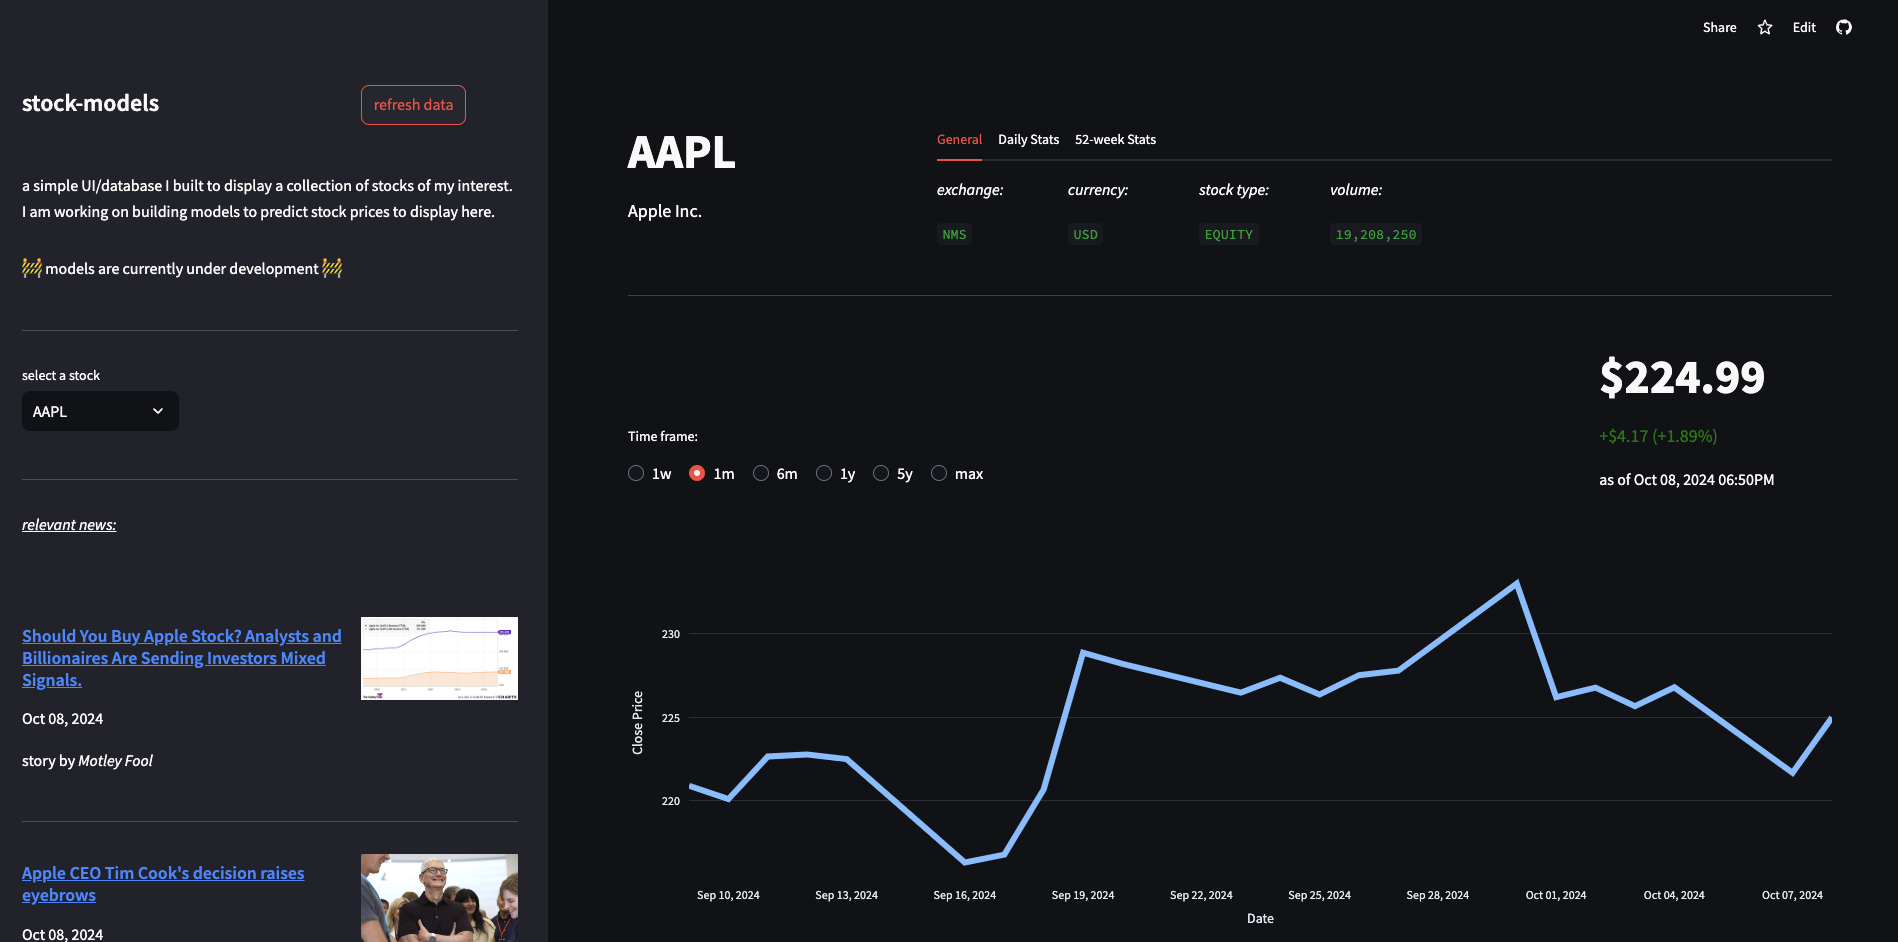 Share
Edit
stock-models
refresh data
a simple UI/database I built to display a collection of stocks of my interest.
I am working on building models to predict stock prices to display here.
🚧 models are currently under development 🚧
select a stock
AAPL
relevant news:
Should You Buy Apple Stock? Analysts and
Billionaires Are Sending Investors Mixed
Signals.
Oct 08, 2024
story by Motley Fool
Apple CEO Tim Cook's decision raises
eyebrows
Oct 08, 2024
AAPL
Apple Inc.
General
Daily Stats
52-week Stats
exchange:
currency:
stock type:
volume:
NMS
USD
EQUITY
19,208,250
$224.99
+$4.17 (+1.89%)
as of Oct 08, 2024 06:50PM
Time frame:
1w
1m
6m
1y
5y
max
Close Price
230
225
220
Sep 10, 2024
Sep 13, 2024
Sep 16, 2024
Sep 19, 2024
Sep 22, 2024
Sep 25, 2024
Sep 28, 2024
Oct 01, 2024
Oct 04, 2024
Oct 07, 2024
Date